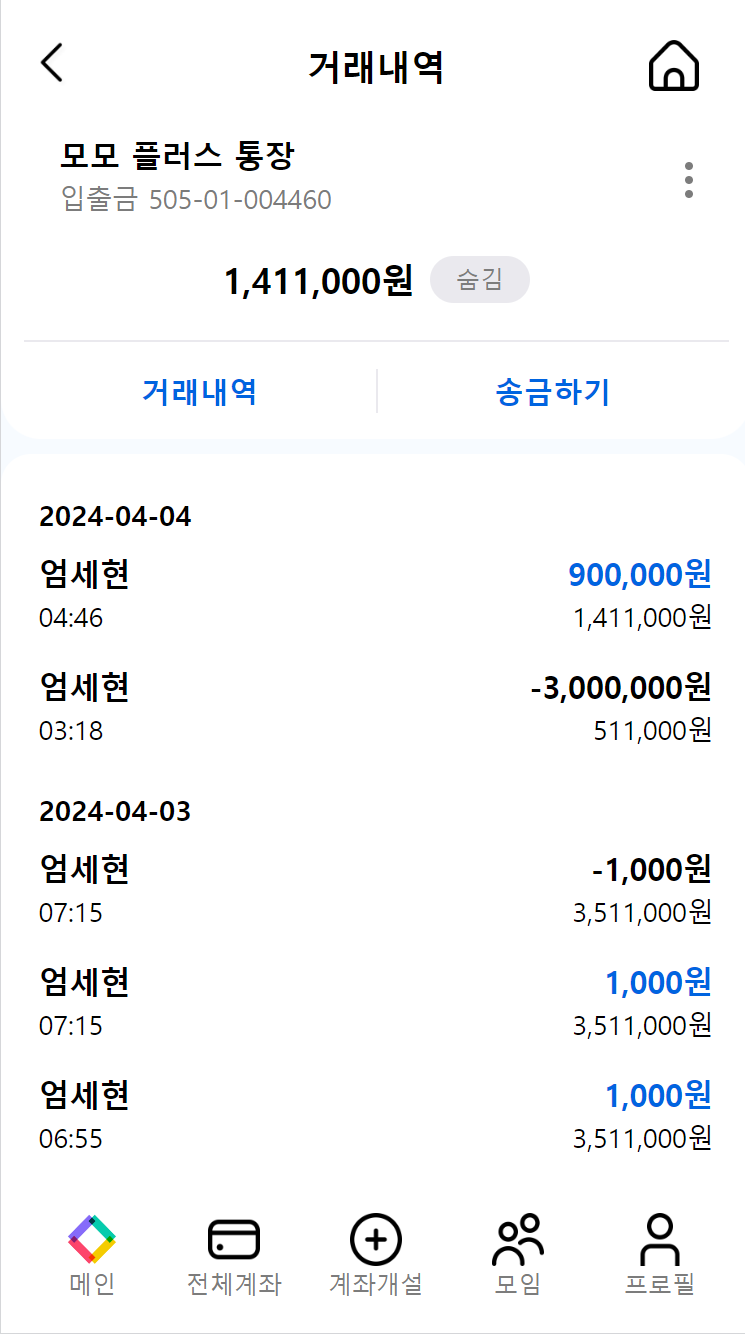 거래내역
모모 플러스 통장
입출금 505-01-004460
1,411,000원 숨김
거래내역 송금하기
2024-04-04
엄세현 900,000원
04:46 1,411,000원
엄세현 -3,000,000원
03:18 511,000원
2024-04-03
엄세현 -1,000원
07:15 3,511,000원
엄세현 1,000원
07:15 3,511,000원
엄세현 1,000원
06:55 3,511,000원
메인 전체계좌 계좌개설 모임 프로필